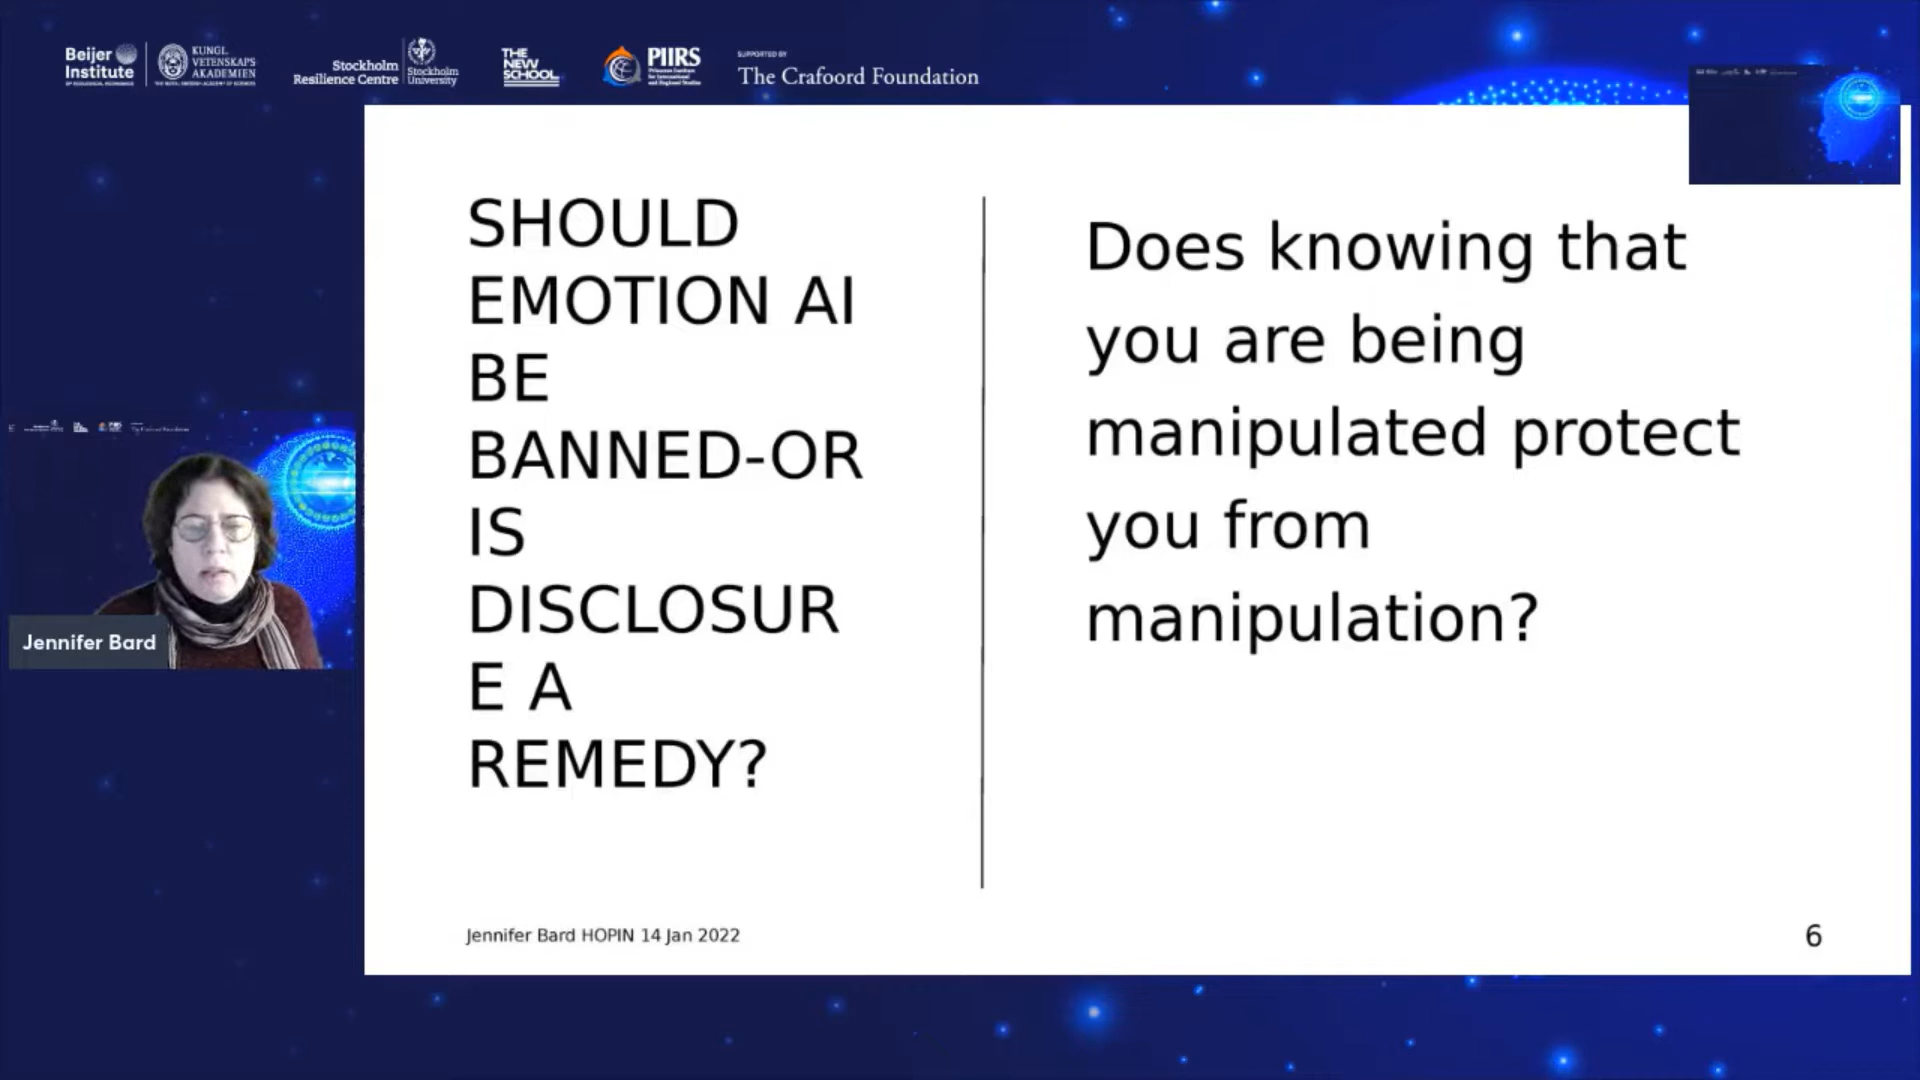 Beijer
Institute
KUNGL.
VETENSKAPS
AKADEMIEN
Stockholm
Resilience Centre
Stockholm
University
THE
NEW
SCHOOL
PIIRS
SUPPORTED BY
The Crafoord Foundation
SHOULD
EMOTION AI
BE
BANNED-OR
IS
DISCLOSUR
E A
REMEDY?
Does knowing that
you are being
manipulated protect
you from
manipulation?
Jennifer Bard
Jennifer Bard HOPIN 14 Jan 2022
6